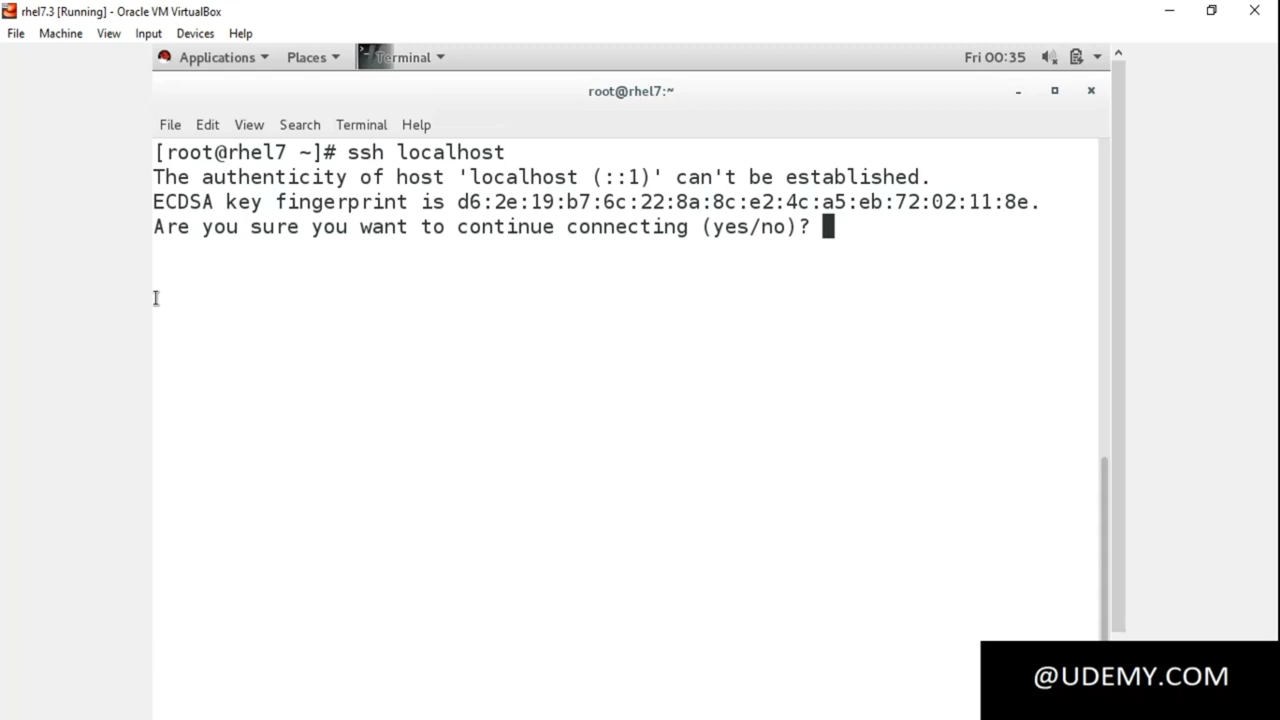 rhel7.3 [Running] - Oracle VM VirtualBox
File Machine View Input Devices Help
Applications Places Terminal Fri 00:35
root@rhel7:~
File Edit View Search Terminal Help
[root@rhel7 ~]# ssh localhost
The authenticity of host 'localhost (::1)' can't be established.
ECDSA key fingerprint is d6:2e:19:b7:6c:22:8a:8c:e2:4c:a5:eb:72:02:11:8e.
Are you sure you want to continue connecting (yes/no)?
@UDEMY.COM